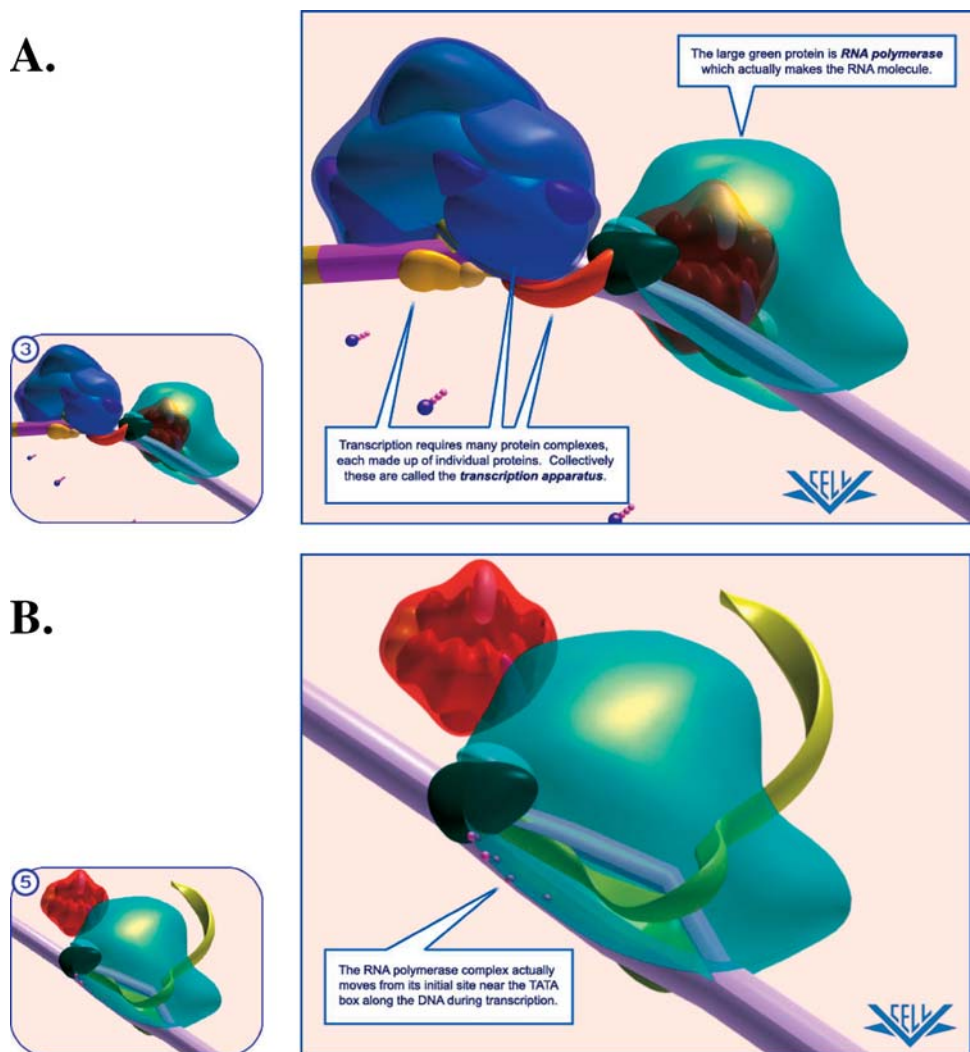 A.
The large green protein is RNA polymerase
which actually makes the RNA molecule.
3
Transcription requires many protein complexes,
each made up of individual proteins. Collectively
these are called the transcription apparatus.
CELL
B.
5
The RNA polymerase complex actually
moves from its initial site near the TATA
box along the DNA during transcription.
CELL